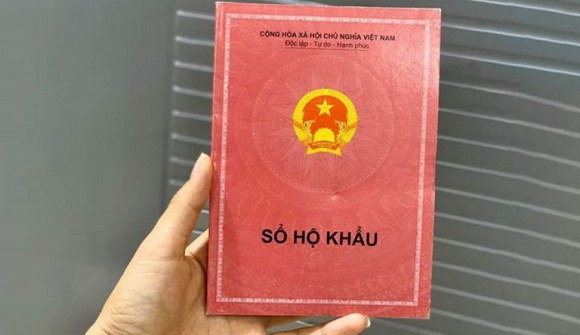 CỘNG HÒA XÃ HỘI CHỦ NGHĨA VIỆT NAM
Độc lập - Tự do - Hạnh phúc
SỔ HỘ KHẨU